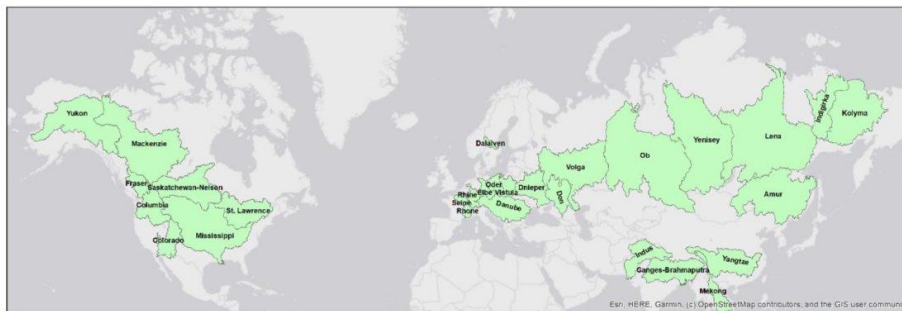 Yukon
Mackenzie
Fraser
Saskatchewan-Nelson
Columbia
St. Lawrence
Colorado
Mississippi
Dalalven
Rhine
Seine
Rhone
Oder
Elbe Vistula
Danube
Dnieper
Don
Volga
Ob
Yenisey
Lena
Indigirka
Kolyma
Amur
Indus
Ganges-Brahmaputra
Yangtze
Mekong
Esri, HERE, Garmin, (c) OpenStreetMap contributors, and the GIS user communi